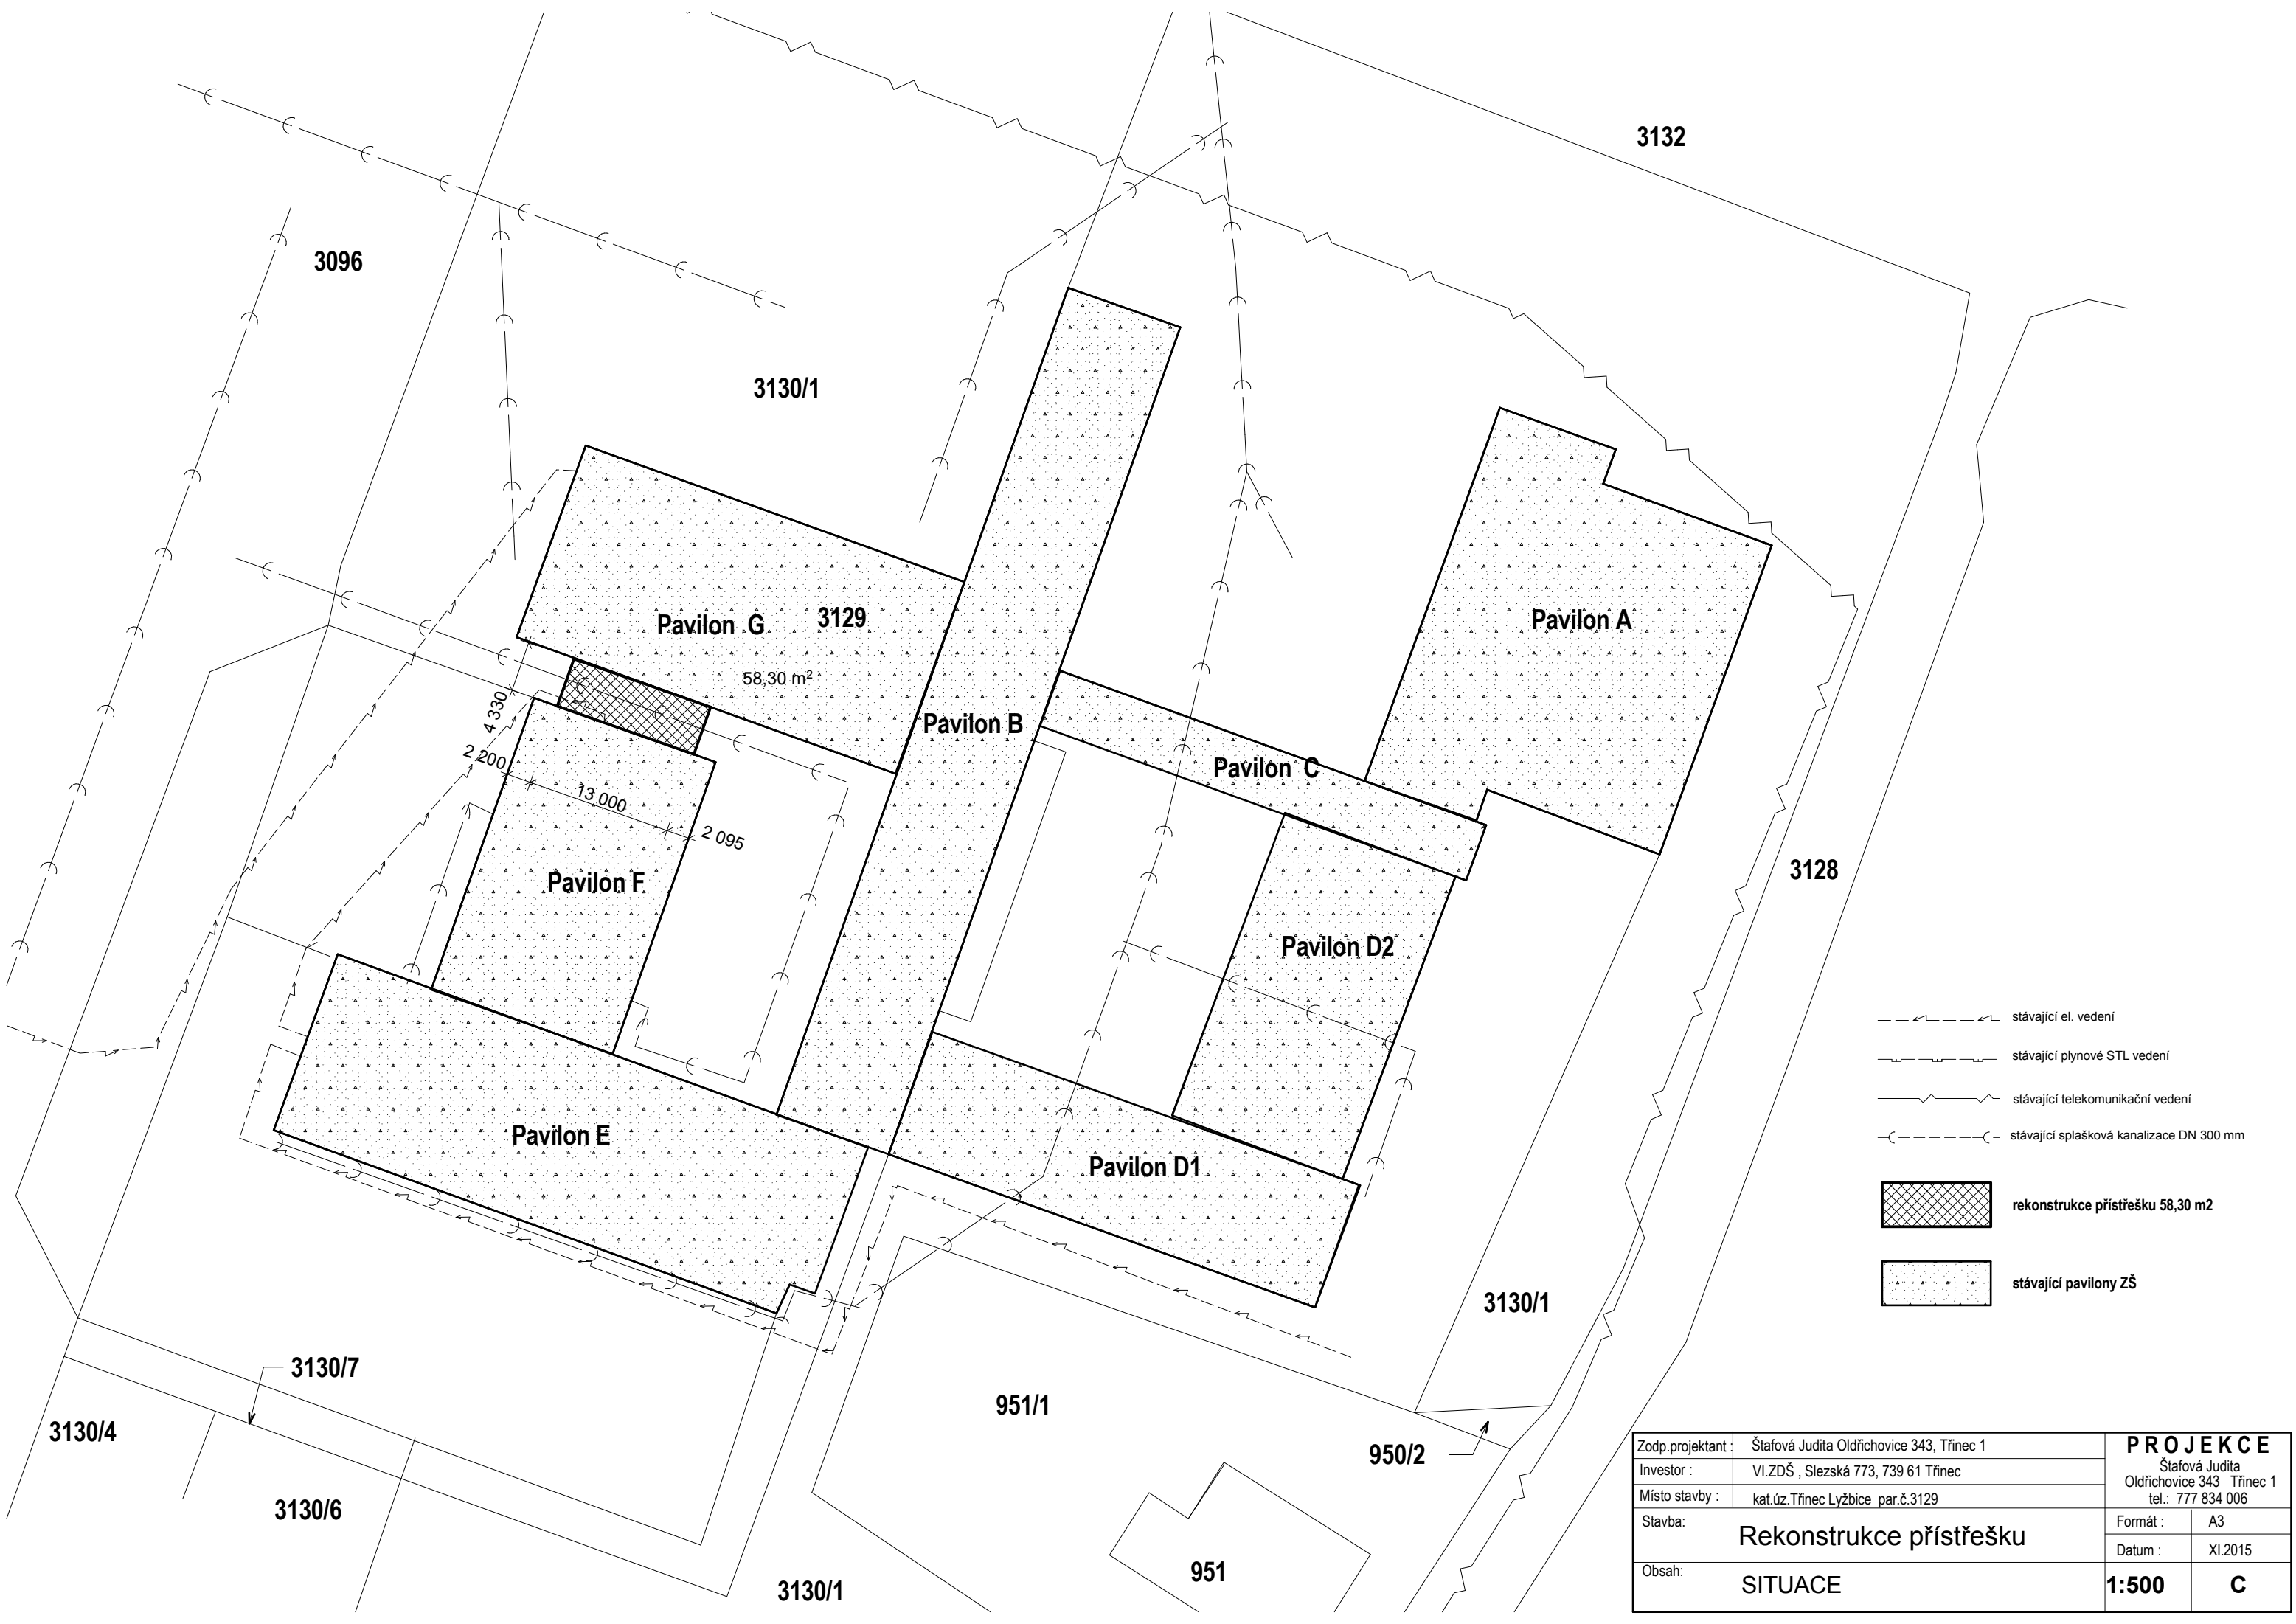 3132
3096
3130/1
Pavilon G
3129
58,30 m²
Pavilon A
Pavilon B
4 330
2 200
13 000
2 095
Pavilon C
Pavilon F
3128
Pavilon D2
Pavilon E
Pavilon D1
stávající el. vedení
stávající plynové STL vedení
stávající telekomunikační vedení
stávající splašková kanalizace DN 300 mm
rekonstrukce přístřešku 58,30 m2
stávající pavilony ZŠ
3130/1
3130/7
3130/4
951/1
950/2
3130/6
951
3130/1
Zodp.projektant : Štafová Judita Oldřichovice 343, Třinec 1
Investor : VI.ZDŠ , Slezská 773, 739 61 Třinec
Místo stavby : kat.úz.Třinec Lyžbice par.č.3129
PROJEKCE
Štafová Judita
Oldřichovice 343 Třinec 1
tel.: 777 834 006
Stavba: Rekonstrukce přístřešku
Formát : A3
Datum : XI.2015
Obsah: SITUACE
1:500 C